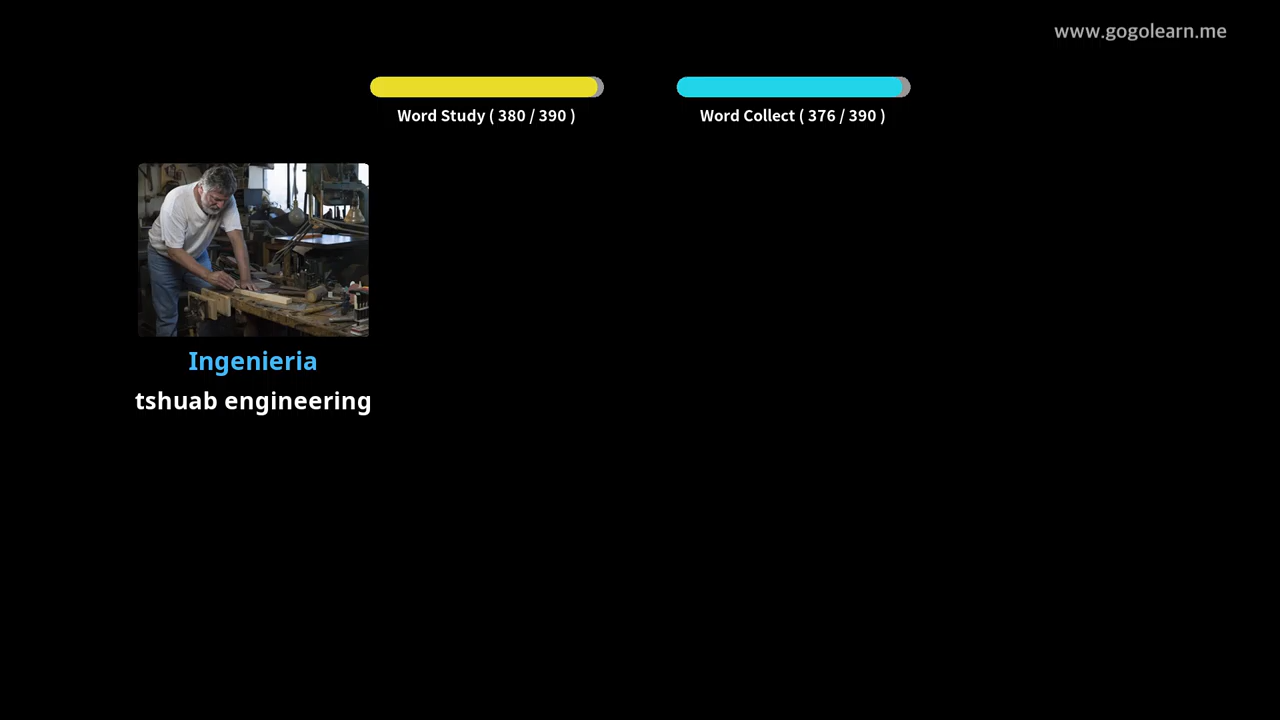 www.gogolearn.me
Word Study ( 380 / 390 )
Word Collect ( 376 / 390 )
Ingenieria
tshuab engineering